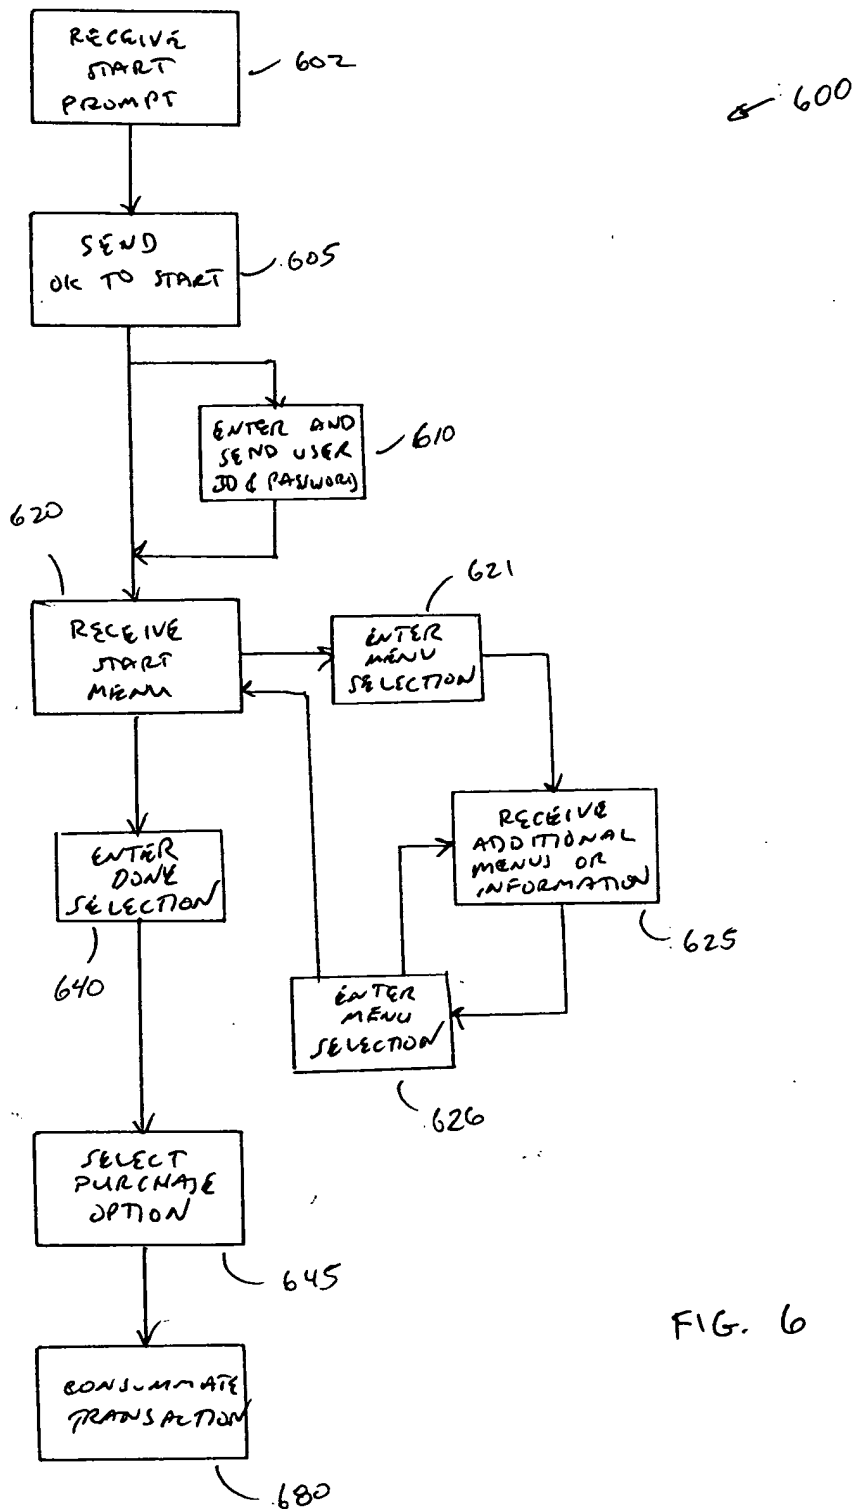 RECEIVE
START
PROMPT
602
600
SEND
OK TO START
605
ENTER AND
SEND USER
ID & PASSWORD
610
620
RECEIVE
START
MENU
621
ENTER
MENU
SELECTION
RECEIVE
ADDITIONAL
MENUS OR
INFORMATION
625
ENTER
DONE
SELECTION
640
ENTER
MENU
SELECTION
626
SELECT
PURCHASE
OPTION
645
FIG. 6
CONSUMMATE
TRANSACTION
680